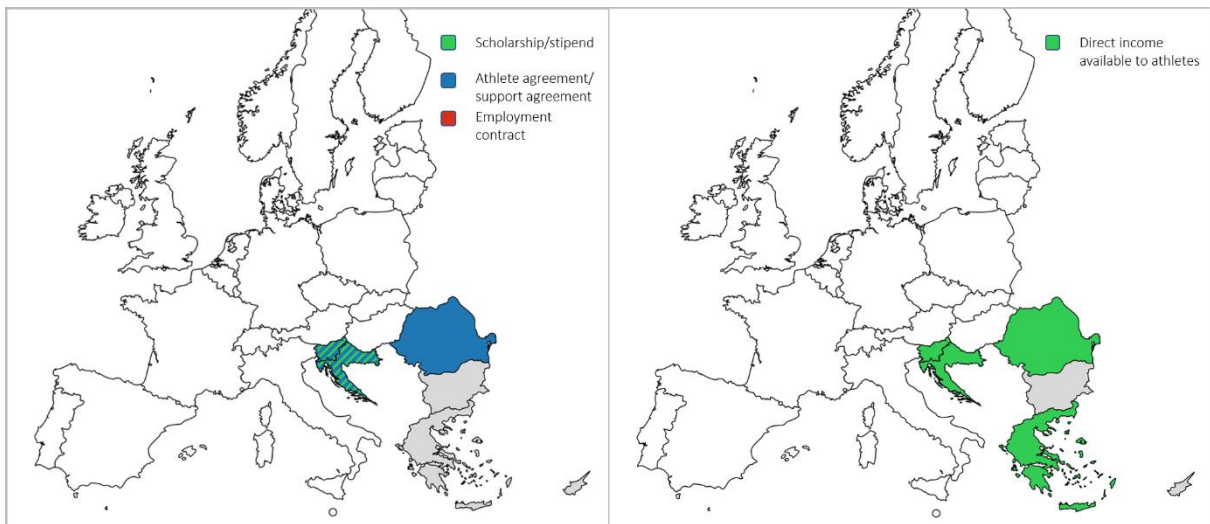 Scholarship/stipend
Athlete agreement/
support agreement
Employment
contract
Direct income
available to athletes